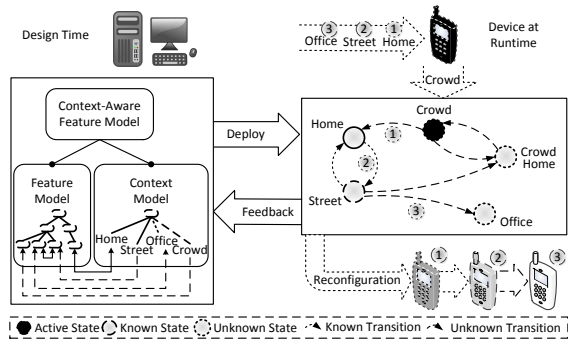 Design Time
3 2 1
Office Street Home
Device at
Runtime
Crowd
Context-Aware
Feature Model
Feature
Model
Context
Model
Home Street Office Crowd
Deploy
Feedback
Home
Crowd
1
2
Crowd
Home
Street
3
Office
Reconfiguration
1 2 3
Active State Known State Unknown State Known Transition Unknown Transition